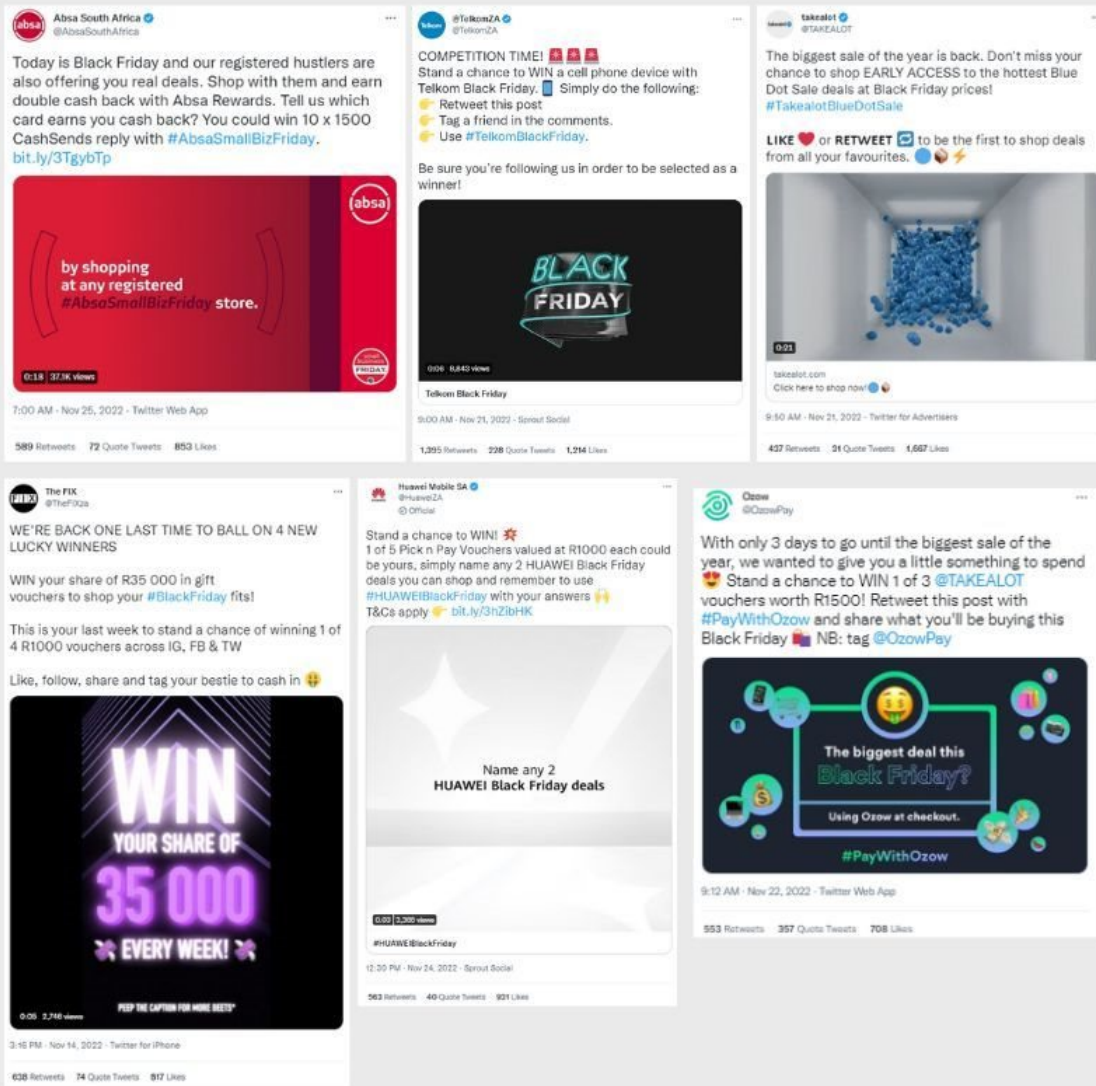 absa
Absa South Africa
@AbsaSouthAfrica
Today is Black Friday and our registered hustlers are
also offering you real deals. Shop with them and earn
double cash back with Absa Rewards. Tell us which
card earns you cash back? You could win 10 x 1500
CashSends reply with #AbsaSmallBizFriday.
bit.ly/3TgybTp
(absa)
by shopping
at any registered
#AbsaSmallBizFriday store.
small
business
FRIDAY
0:18 37.1K views
7:00 AM · Nov 25, 2022 · Twitter Web App
589 Retweets 72 Quote Tweets 853 Likes
Telkom
@TelkomZA
@TelkomZA
COMPETITION TIME! 🚨🚨🚨
Stand a chance to WIN a cell phone device with
Telkom Black Friday. 📱 Simply do the following:
👉 Retweet this post
👉 Tag a friend in the comments.
👉 Use #TelkomBlackFriday.
Be sure you're following us in order to be selected as a
winner!
BLACK
FRIDAY
0:06 8,843 views
Telkom Black Friday
9:00 AM · Nov 21, 2022 · Sprout Social
1,395 Retweets 228 Quote Tweets 1,214 Likes
takealot
@TAKEALOT
The biggest sale of the year is back. Don't miss your
chance to shop EARLY ACCESS to the hottest Blue
Dot Sale deals at Black Friday prices!
#TakealotBlueDotSale
LIKE ❤️ or RETWEET 🔁 to be the first to shop deals
from all your favourites. 🔵📦⚡
0:21
takealot.com
Click here to shop now!🔵📦
9:50 AM · Nov 21, 2022 · Twitter for Advertisers
437 Retweets 31 Quote Tweets 1,667 Likes
FIX
The FIX
@TheFIXza
WE'RE BACK ONE LAST TIME TO BALL ON 4 NEW
LUCKY WINNERS
WIN your share of R35 000 in gift
vouchers to shop your #BlackFriday fits!
This is your last week to stand a chance of winning 1 of
4 R1000 vouchers across IG, FB & TW
Like, follow, share and tag your bestie to cash in 🤑
WIN
YOUR SHARE OF
35 000
EVERY WEEK!
PEEP THE CAPTION FOR MORE DEETS*
0:05 2,746 views
3:16 PM · Nov 14, 2022 · Twitter for iPhone
638 Retweets 74 Quote Tweets 817 Likes
Huawei Mobile SA
@HuaweiZA
Official
Stand a chance to WIN! 💥
1 of 5 Pick n Pay Vouchers valued at R1000 each could
be yours, simply name any 2 HUAWEI Black Friday
deals you can shop and remember to use
#HUAWEIBlackFriday with your answers 🙌
T&Cs apply 👉 bit.ly/3hZibHK
Name any 2
HUAWEI Black Friday deals
#HUAWEIBlackFriday
12:30 PM · Nov 24, 2022 · Sprout Social
563 Retweets 40 Quote Tweets 921 Likes
Ozow
@OzowPay
With only 3 days to go until the biggest sale of the
year, we wanted to give you a little something to spend
😍 Stand a chance to WIN 1 of 3 @TAKEALOT
vouchers worth R1500! Retweet this post with
#PayWithOzow and share what you'll be buying this
Black Friday 🛍️ NB: tag @OzowPay
The biggest deal this
Black Friday?
Using Ozow at checkout.
#PayWithOzow
9:12 AM · Nov 22, 2022 · Twitter Web App
553 Retweets 357 Quote Tweets 708 Likes